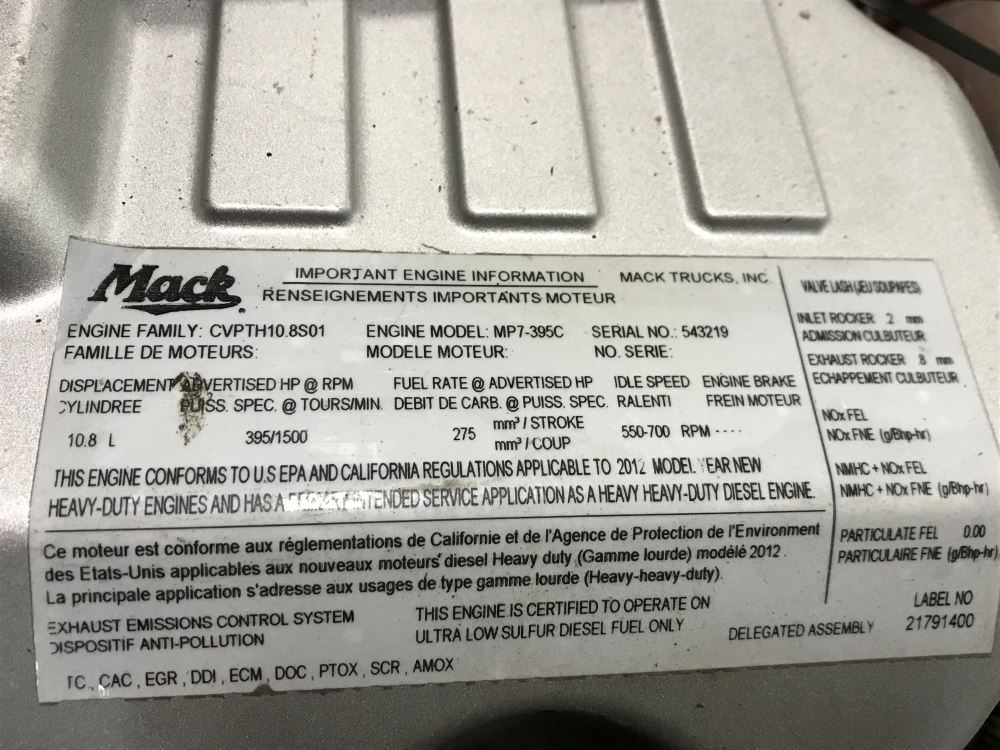 Mack
IMPORTANT ENGINE INFORMATION MACK TRUCKS, INC.
RENSEIGNEMENTS IMPORTANTS MOTEUR
ENGINE FAMILY: CVPTH10.8S01 ENGINE MODEL: MP7-395C SERIAL NO.: 543219
FAMILLE DE MOTEURS: MODELE MOTEUR: NO. SERIE:
DISPLACEMENT ADVERTISED HP @ RPM FUEL RATE @ ADVERTISED HP IDLE SPEED ENGINE BRAKE
CYLINDREE PUISS. SPEC. @ TOURS/MIN. DEBIT DE CARB. @ PUISS. SPEC. RALENTI FREIN MOTEUR
10.8 L 395/1500 275 mm³ / STROKE 550-700 RPM ----
mm³ / COUP
THIS ENGINE CONFORMS TO U.S EPA AND CALIFORNIA REGULATIONS APPLICABLE TO 2012 MODEL YEAR NEW
HEAVY-DUTY ENGINES AND HAS A INTENDED SERVICE APPLICATION AS A HEAVY HEAVY-DUTY DIESEL ENGINE.
Ce moteur est conforme aux réglementations de Californie et de l'Agence de Protection de l'Environment
des Etats-Unis applicables aux nouveaux moteurs diesel Heavy duty (Gamme lourde) modélé 2012.
La principale application s'adresse aux usages de type gamme lourde (Heavy-heavy-duty).
EXHAUST EMISSIONS CONTROL SYSTEM
DISPOSITIF ANTI-POLLUTION
THIS ENGINE IS CERTIFIED TO OPERATE ON
ULTRA LOW SULFUR DIESEL FUEL ONLY
DELEGATED ASSEMBLY
TC., CAC, EGR, DDI, ECM, DOC, PTOX, SCR, AMOX
VALVE LASH (JEU SOUPAPES)
INLET ROCKER 2 mm
ADMISSION CULBUTEUR
EXHAUST ROCKER 8 mm
ECHAPPEMENT CULBUTEUR
NOx FEL
NOx FNE (g/Bhp-hr)
NMHC + NOx FEL
NMHC + NOx FNE (g/Bhp-hr)
PARTICULATE FEL 0.00
PARTICULAIRE FNE (g/Bhp-hr)
LABEL NO
21791400